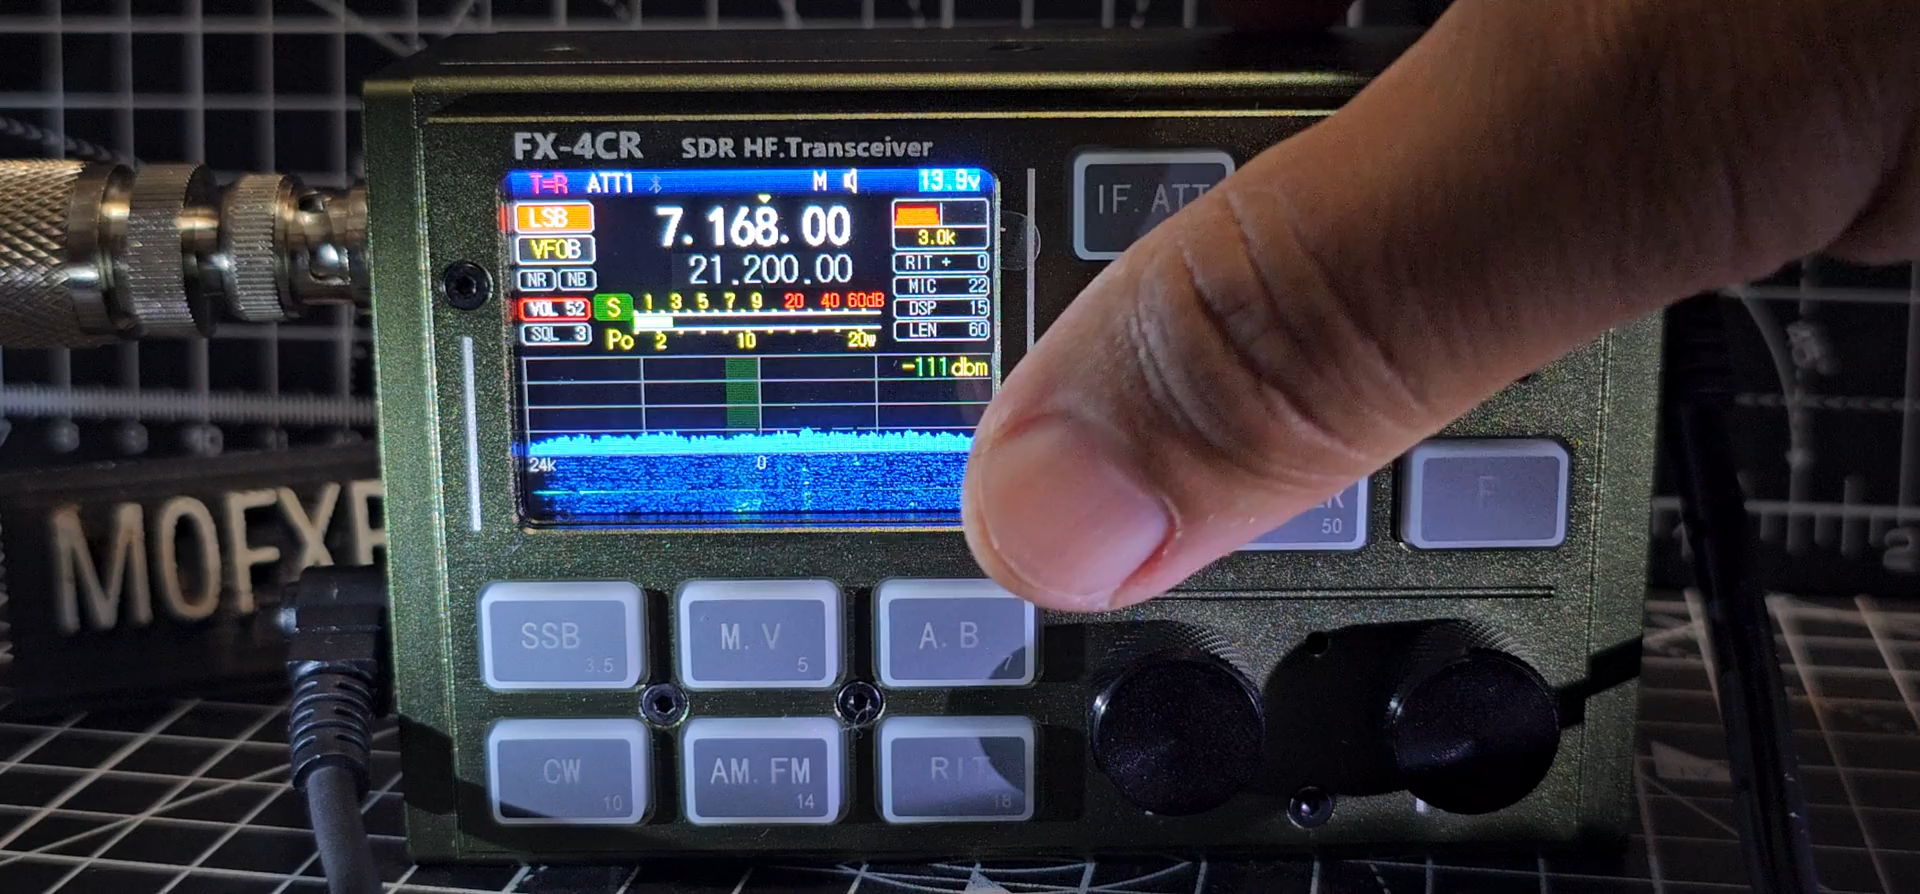 FX-4CR SDR HF.Transceiver
T=R ATT1 M 13.9v
LSB 7.168.00 3.0k
VFOB 21.200.00 RIT + 0
NR NB MIC 22
VOL 52 S 1 3 5 7 9 20 40 60dB DSP 15
SQL 3 Po 2 10 20w LEN 60
-111dbm
24k 0
IF. ATT
50
SSB 3.5
M. V 5
A. B 7
CW 10
AM. FM 14
RIT 18
M0FX
2